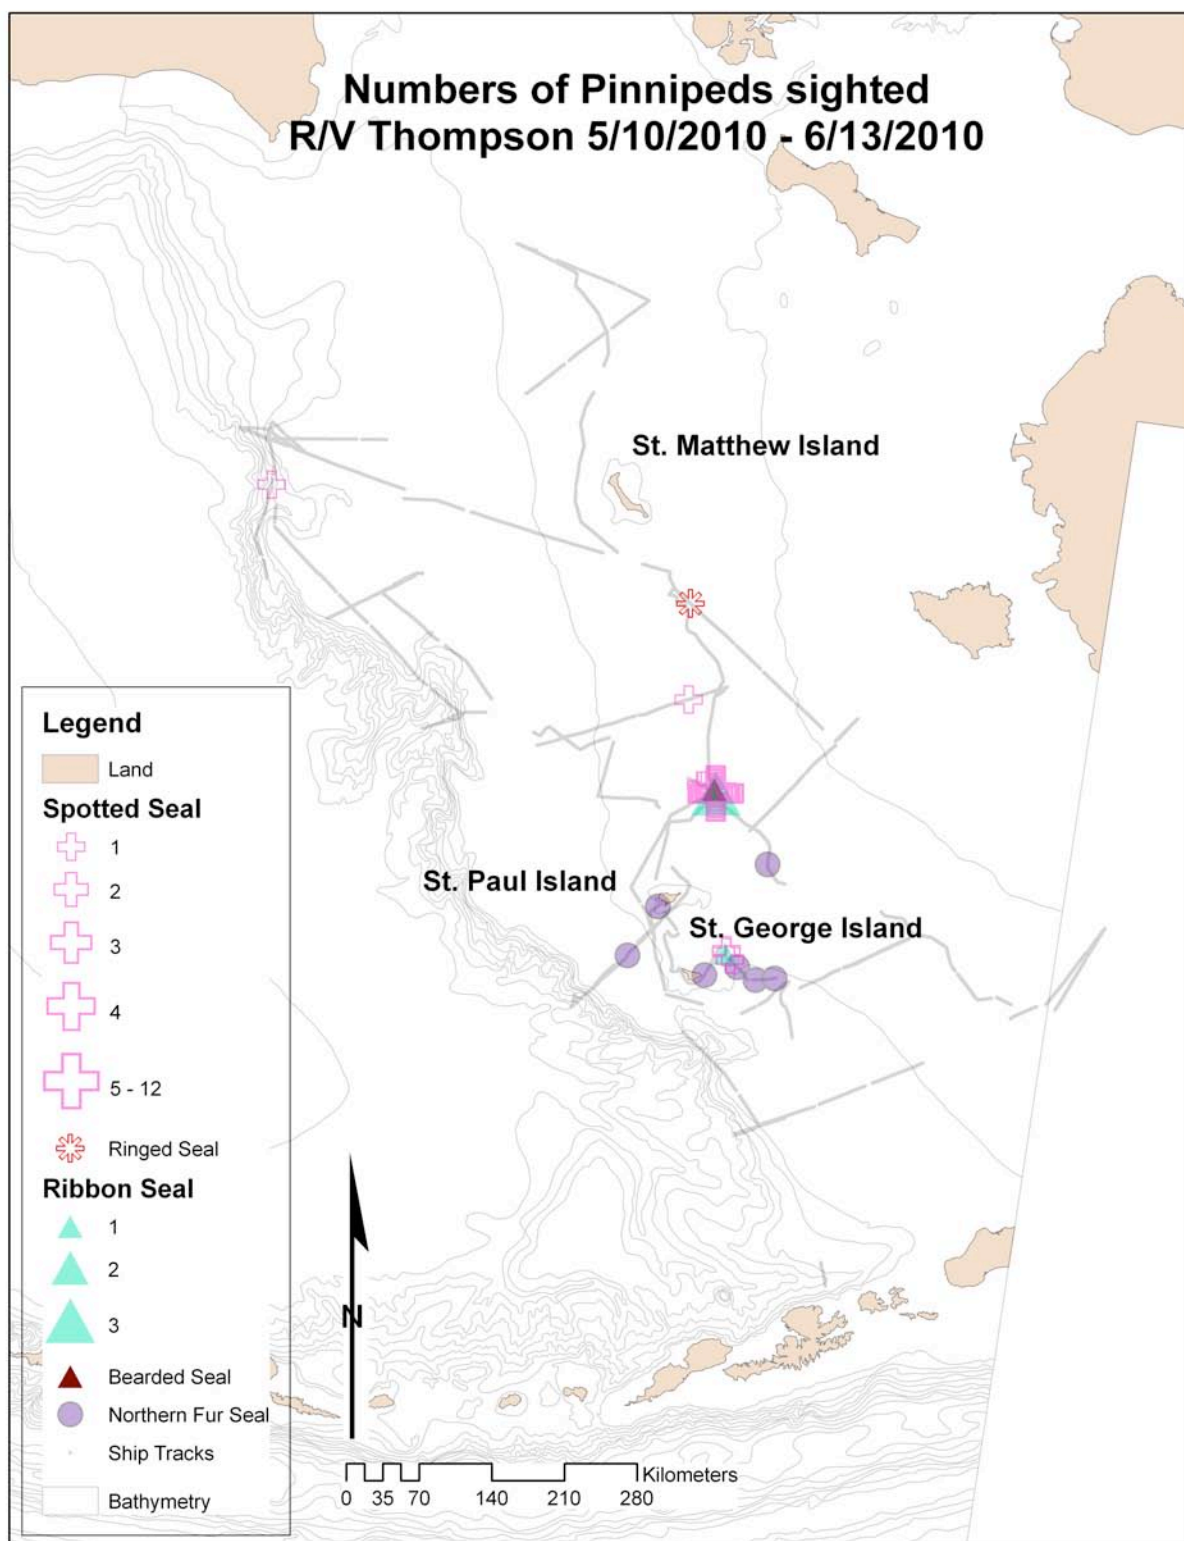 Numbers of Pinnipeds sighted
R/V Thompson 5/10/2010 - 6/13/2010
St. Matthew Island
St. Paul Island
St. George Island
Legend
Land
Spotted Seal
1
2
3
4
5 - 12
Ringed Seal
Ribbon Seal
1
2
3
Bearded Seal
Northern Fur Seal
Ship Tracks
Bathymetry
N
Kilometers
0 35 70 140 210 280